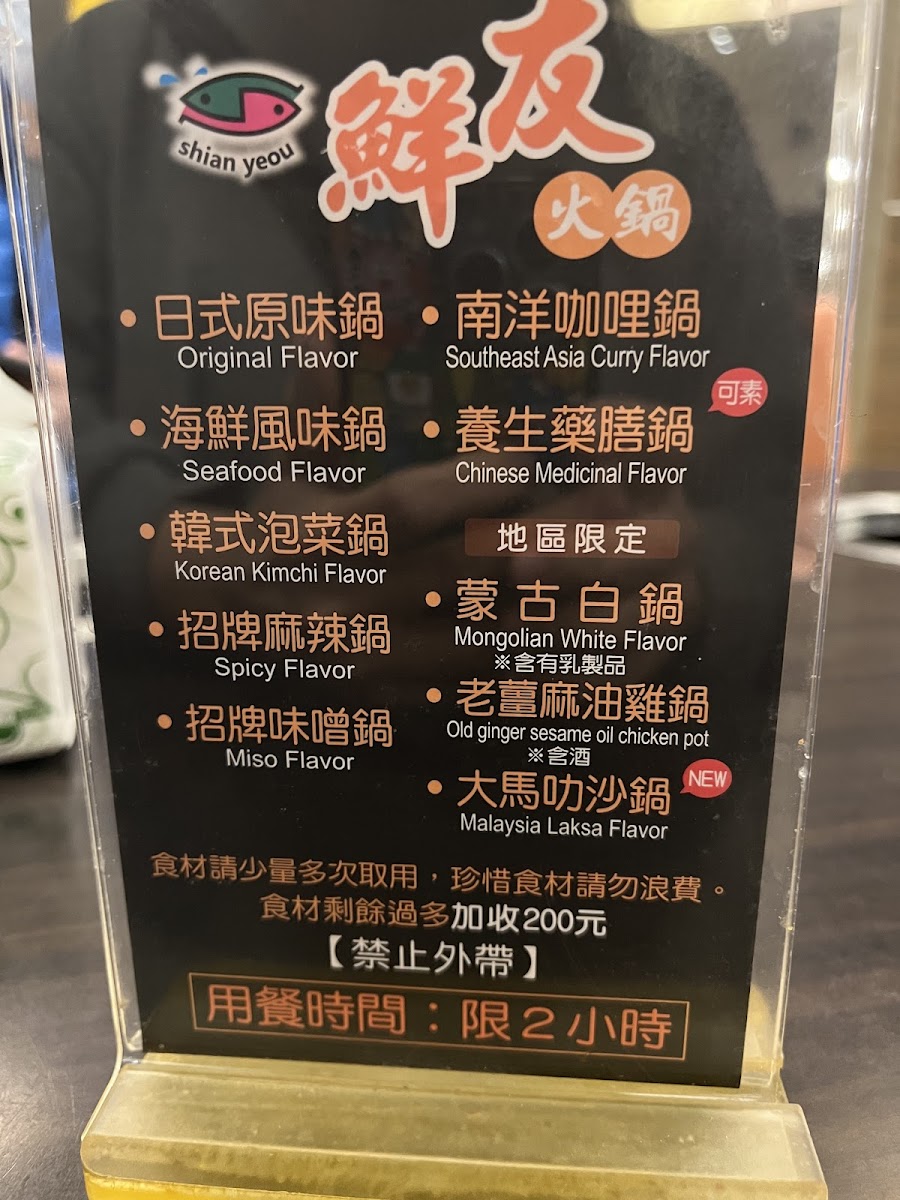 shian yeou
鮮友
火鍋
• 日式原味鍋
Original Flavor
• 海鮮風味鍋
Seafood Flavor
• 韓式泡菜鍋
Korean Kimchi Flavor
• 招牌麻辣鍋
Spicy Flavor
• 招牌味噌鍋
Miso Flavor
• 南洋咖哩鍋
Southeast Asia Curry Flavor
可素
• 養生藥膳鍋
Chinese Medicinal Flavor
地區限定
• 蒙古白鍋
Mongolian White Flavor
※含有乳製品
• 老薑麻油雞鍋
Old ginger sesame oil chicken pot
※含酒
• 大馬叻沙鍋 NEW
Malaysia Laksa Flavor
食材請少量多次取用，珍惜食材請勿浪費。
食材剩餘過多加收200元
【禁止外帶】
用餐時間：限2小時